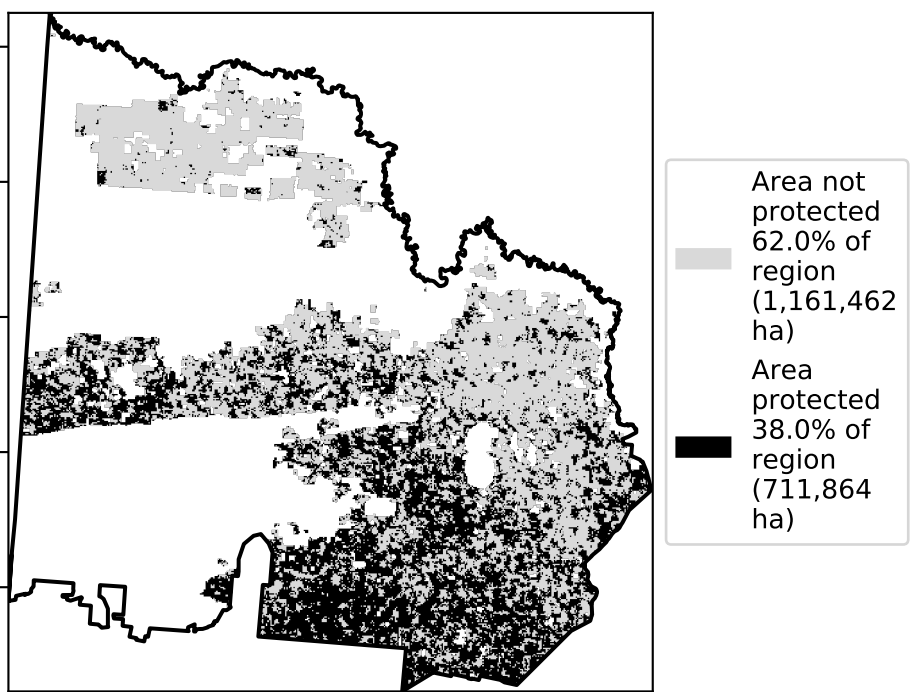 Area not
protected
62.0% of
region
(1,161,462
ha)
Area
protected
38.0% of
region
(711,864
ha)